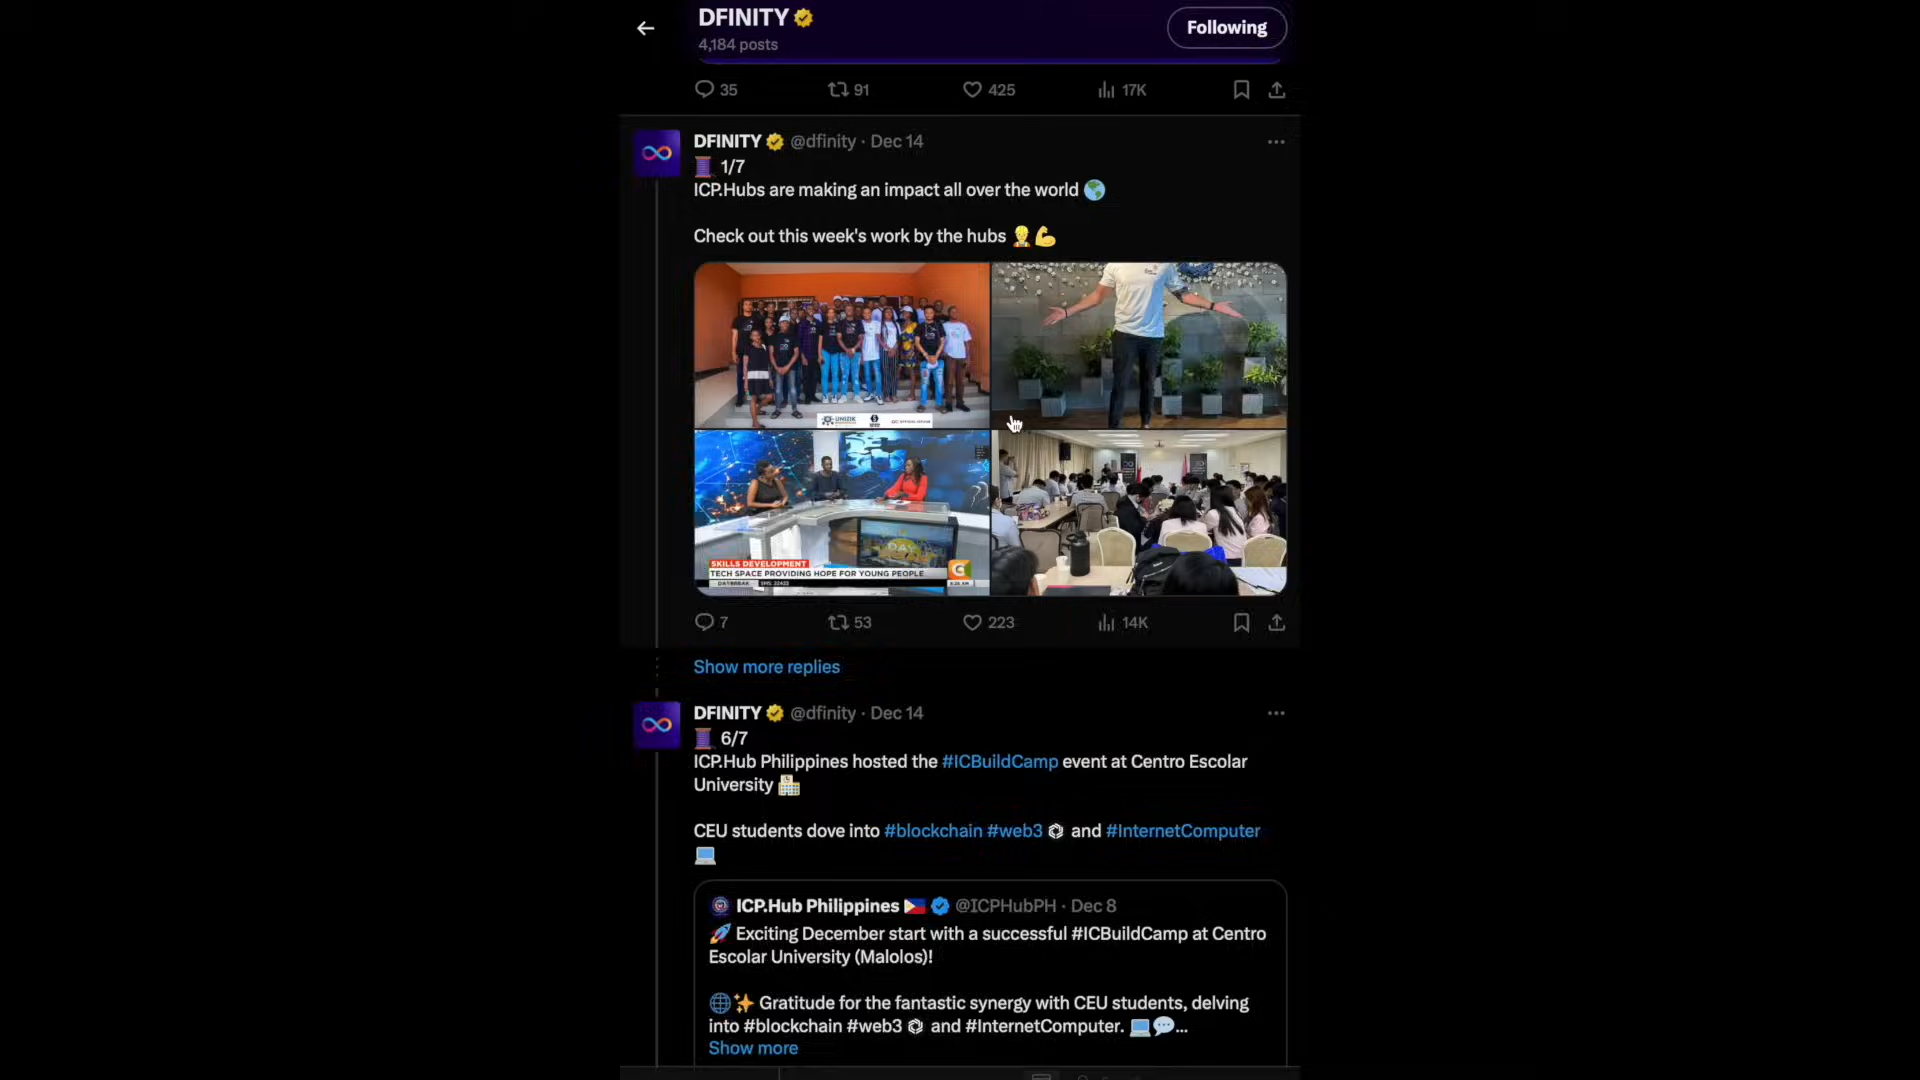 DFINITY
4,184 posts
Following
35 91 425 17K
DFINITY @dfinity · Dec 14
🧵 1/7
ICP.Hubs are making an impact all over the world 🌎
Check out this week's work by the hubs 👷💪
UNIZIK
SKILLS DEVELOPMENT
TECH SPACE PROVIDING HOPE FOR YOUNG PEOPLE
DAYBREAK
7 53 223 14K
Show more replies
DFINITY @dfinity · Dec 14
🧵 6/7
ICP.Hub Philippines hosted the #ICBuildCamp event at Centro Escolar
University 🏫
CEU students dove into #blockchain #web3 and #InternetComputer
💻
ICP.Hub Philippines 🇵🇭 @ICPHubPH · Dec 8
🚀 Exciting December start with a successful #ICBuildCamp at Centro
Escolar University (Malolos)!
🌐✨ Gratitude for the fantastic synergy with CEU students, delving
into #blockchain #web3 and #InternetComputer. 💻💬...
Show more